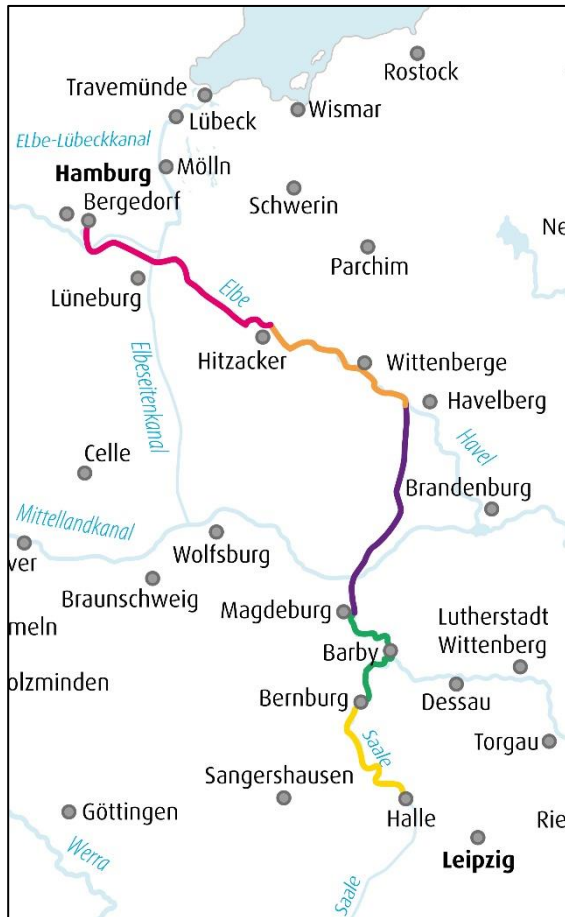 Rostock
Travemünde
Wismar
Lübeck
ELbe-Lübeckkanal
Mölln
Hamburg
Bergedorf
Schwerin
Ne
Parchim
Lüneburg
Elbe
Hitzacker
Wittenberge
Elbeseitenkanal
Havelberg
Havel
Celle
Brandenburg
Mittellandkanal
Wolfsburg
ver
Braunschweig
Magdeburg
Lutherstadt
Wittenberg
meln
Barby
olzminden
Dessau
Bernburg
Torgau
Saale
Sangershausen
Göttingen
Halle
Rie
Werra
Leipzig
Saale